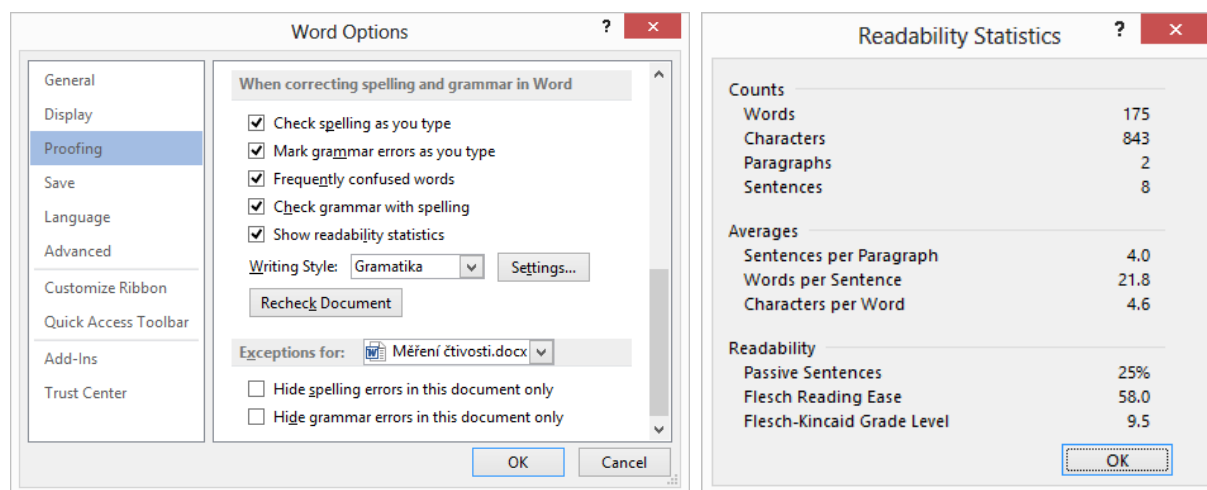 Word Options
?
×
General
Display
Proofing
Save
Language
Advanced
Customize Ribbon
Quick Access Toolbar
Add-Ins
Trust Center
When correcting spelling and grammar in Word
Check spelling as you type
Mark grammar errors as you type
Frequently confused words
Check grammar with spelling
Show readability statistics
Writing Style: Gramatika Settings...
Recheck Document
Exceptions for: Měření čtivosti.docx
Hide spelling errors in this document only
Hide grammar errors in this document only
OK Cancel
Readability Statistics
?
×
Counts
Words 175
Characters 843
Paragraphs 2
Sentences 8
Averages
Sentences per Paragraph 4.0
Words per Sentence 21.8
Characters per Word 4.6
Readability
Passive Sentences 25%
Flesch Reading Ease 58.0
Flesch-Kincaid Grade Level 9.5
OK